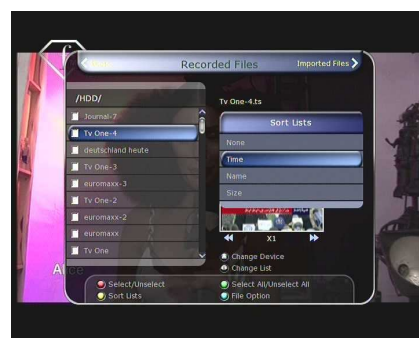 Recorded Files
Imported Files
/HDD/
Journal-7
Tv One-4
deutschland heute
Tv One-3
euromaxx-3
Tv One-2
euromaxx-2
euromaxx
Tv One
Tv One-4.ts
Sort Lists
None
Time
Name
Size
X1
Change Device
Change List
Select/Unselect
Select All/Unselect All
Sort Lists
File Option